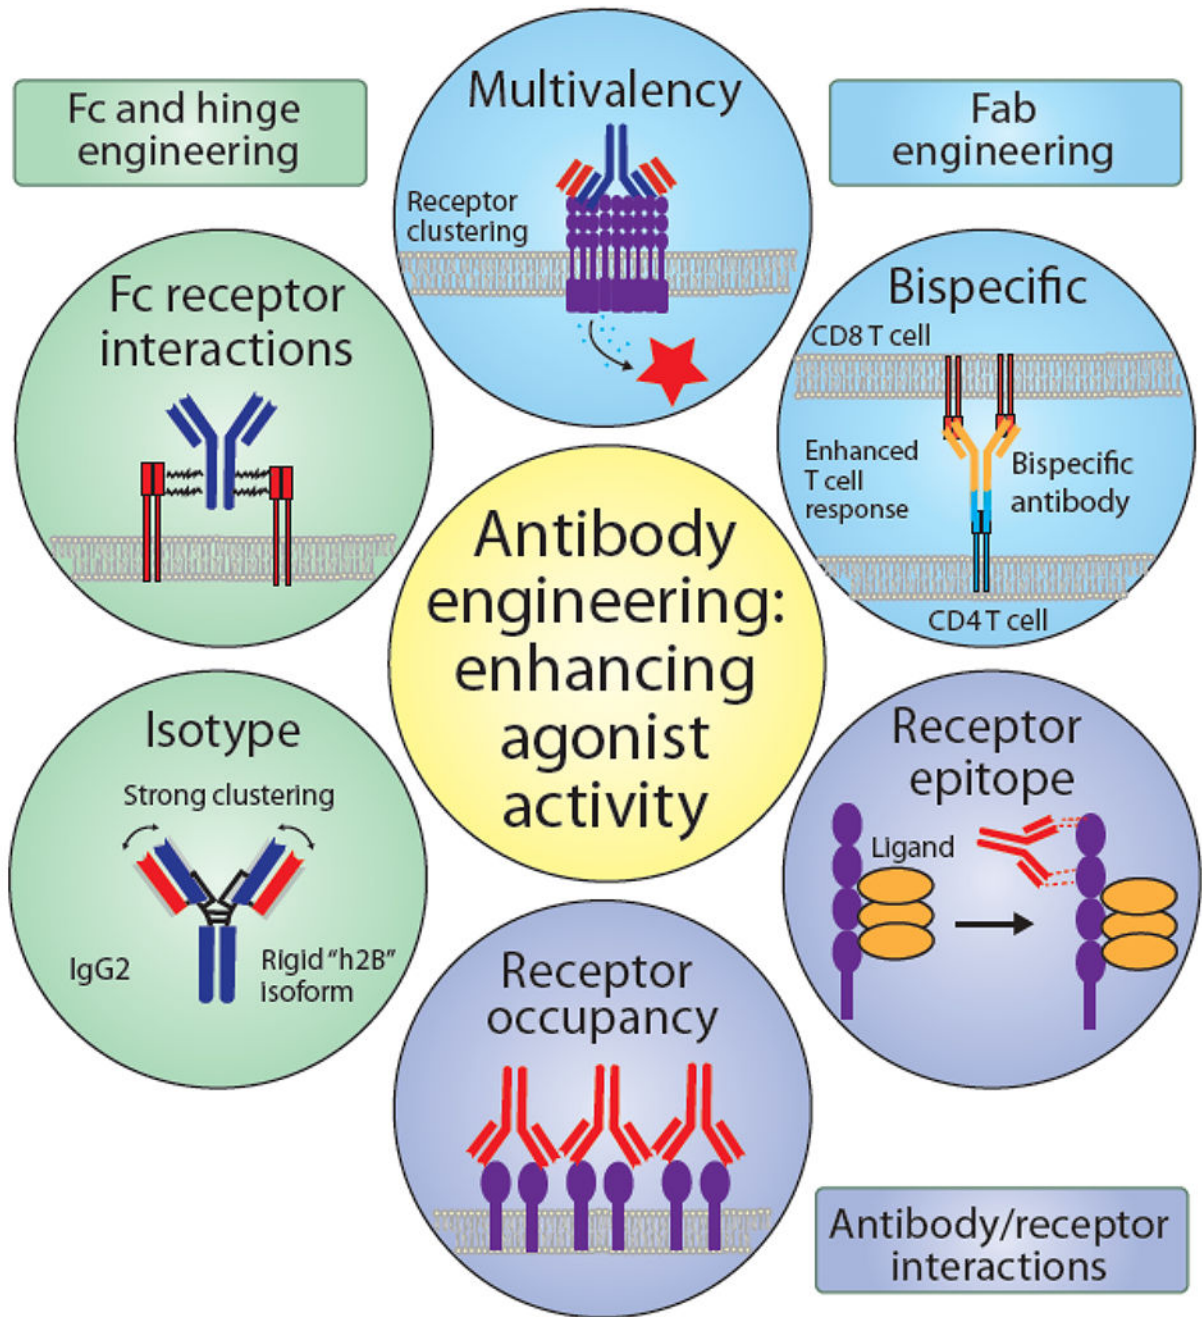 Multivalency
Receptor
clustering
Fc and hinge
engineering
Fab
engineering
Fc receptor
interactions
Bispecific
CD8 T cell
Enhanced
T cell
response
Bispecific
antibody
CD4 T cell
Antibody
engineering:
enhancing
agonist
activity
Isotype
Strong clustering
IgG2
Rigid “h2B”
isoform
Receptor
epitope
Ligand
Receptor
occupancy
Antibody/receptor
interactions